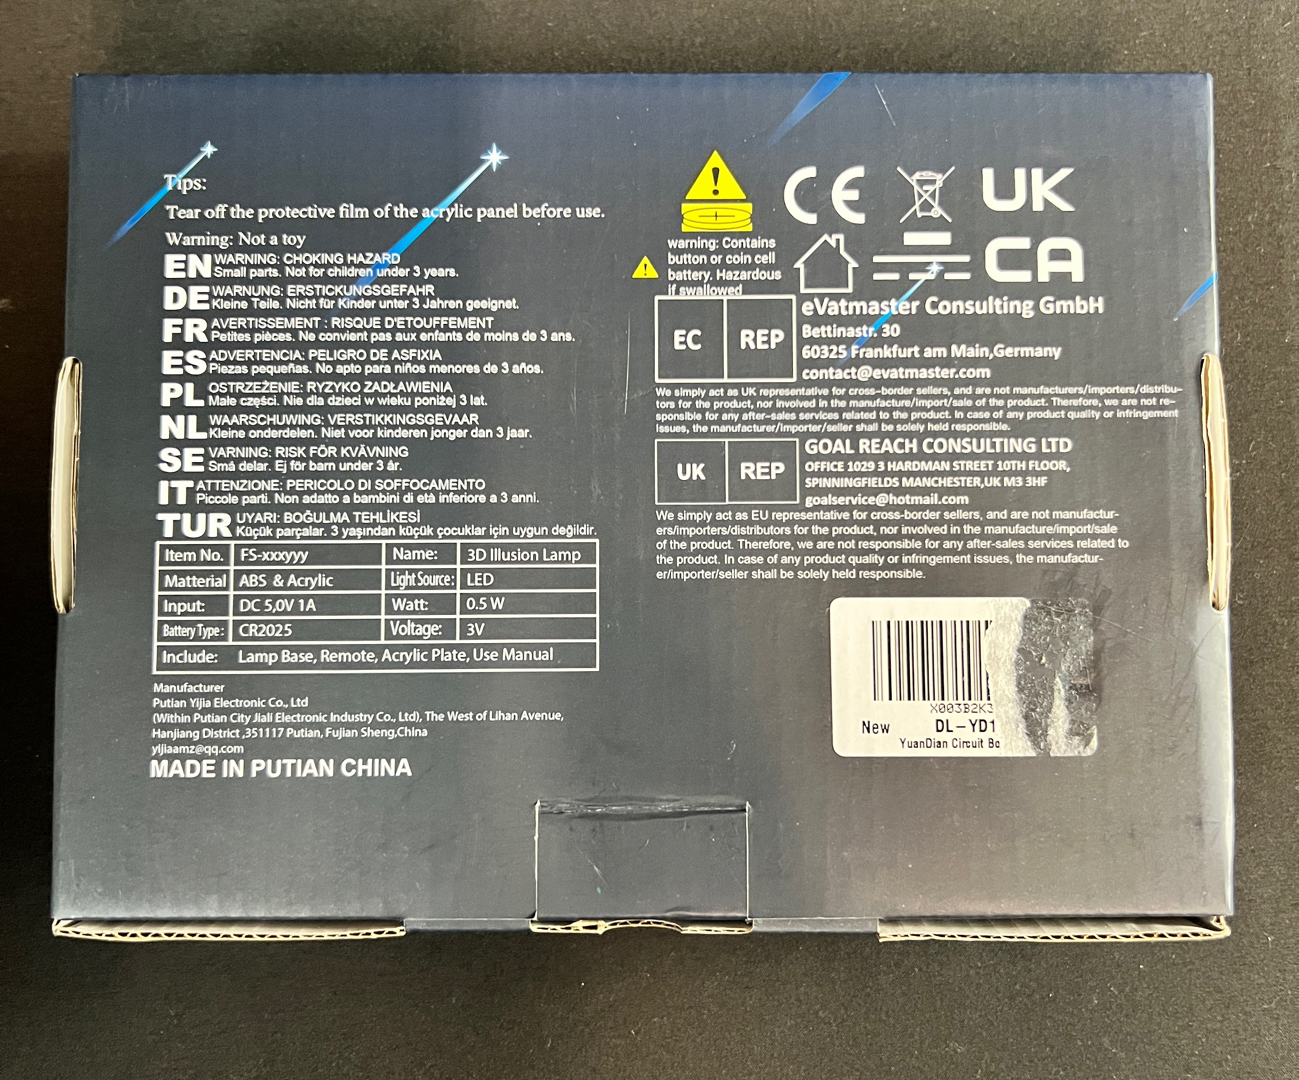 Tips:
Tear off the protective film of the acrylic panel before use.
Warning: Not a toy
EN WARNING: CHOKING HAZARD
Small parts. Not for children under 3 years.
DE WARNUNG: ERSTICKUNGSGEFAHR
Kleine Teile. Nicht für Kinder unter 3 Jahren geeignet.
FR AVERTISSEMENT : RISQUE D'ETOUFFEMENT
Petites pièces. Ne convient pas aux enfants de moins de 3 ans.
ES ADVERTENCIA: PELIGRO DE ASFIXIA
Piezas pequeñas. No apto para niños menores de 3 años.
PL OSTRZEŻENIE: RYZYKO ZADŁAWIENIA
Małe części. Nie dla dzieci w wieku poniżej 3 lat.
NL WAARSCHUWING: VERSTIKKINGSGEVAAR
Kleine onderdelen. Niet voor kinderen jonger dan 3 jaar.
SE VARNING: RISK FÖR KVÄVNING
Små delar. Ej för barn under 3 år.
IT ATTENZIONE: PERICOLO DI SOFFOCAMENTO
Piccole parti. Non adatto a bambini di età inferiore a 3 anni.
TUR UYARI: BOĞULMA TEHLİKESİ
Küçük parçalar. 3 yaşından küçük çocuklar için uygun değildir.
Item No. FS-xxxyyy Name: 3D Illusion Lamp
Matterial ABS & Acrylic Light Source: LED
Input: DC 5,0V 1A Watt: 0.5 W
Battery Type: CR2025 Voltage: 3V
Include: Lamp Base, Remote, Acrylic Plate, Use Manual
Manufacturer
Putian Yijia Electronic Co., Ltd
(Within Putian City Jiali Electronic Industry Co., Ltd), The West of Lihan Avenue,
Hanjiang District ,351117 Putian, Fujian Sheng,China
yijiaamz@qq.com
MADE IN PUTIAN CHINA
CE
UK
CA
warning: Contains
button or coin cell
battery. Hazardous
if swallowed
EC REP
eVatmaster Consulting GmbH
Bettinastr. 30
60325 Frankfurt am Main,Germany
contact@evatmaster.com
We simply act as UK representative for cross-border sellers, and are not manufacturers/importers/distribu-
tors for the product, nor involved in the manufacture/import/sale of the product. Therefore, we are not re-
sponsible for any after-sales services related to the product. In case of any product quality or infringement
issues, the manufacturer/importer/seller shall be solely held responsible.
UK REP
GOAL REACH CONSULTING LTD
OFFICE 1029 3 HARDMAN STREET 10TH FLOOR,
SPINNINGFIELDS MANCHESTER,UK M3 3HF
goalservice@hotmail.com
We simply act as EU representative for cross-border sellers, and are not manufactur-
ers/importers/distributors for the product, nor involved in the manufacture/import/sale
of the product. Therefore, we are not responsible for any after-sales services related to
the product. In case of any product quality or infringement issues, the manufactur-
er/importer/seller shall be solely held responsible.
X003B2K3
New DL-YD1
YuanDian Circuit Bo